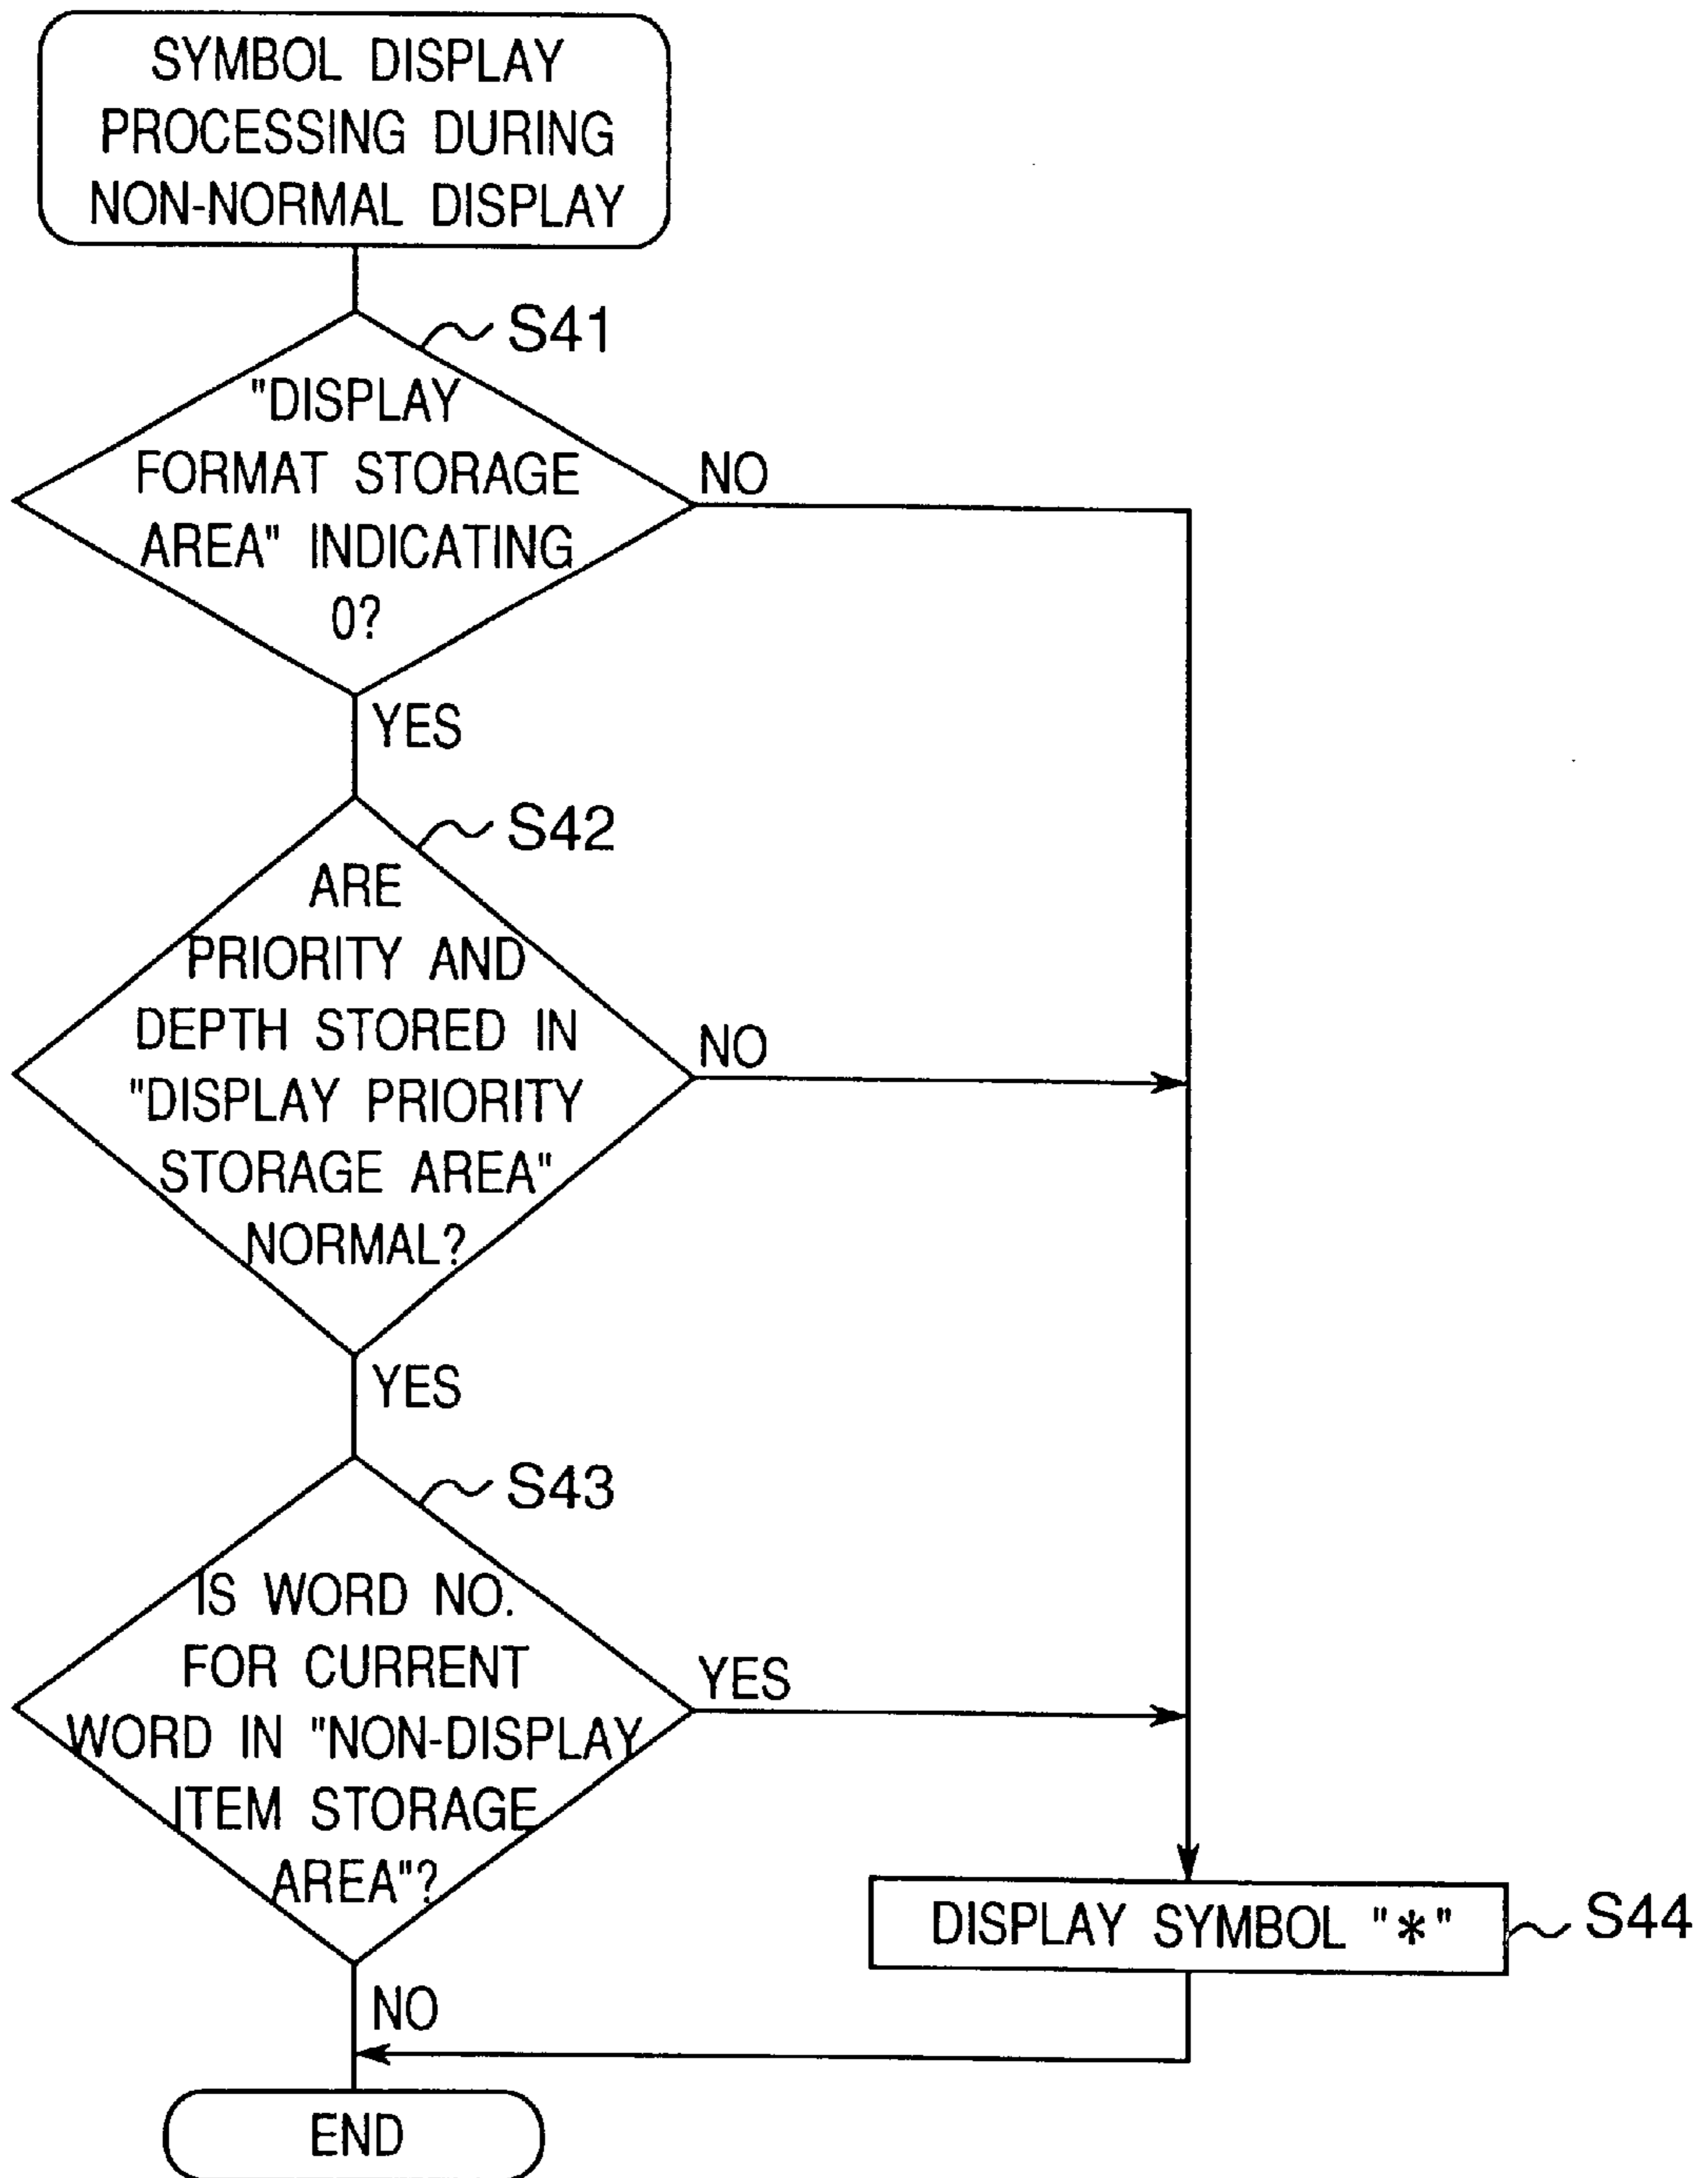 SYMBOL DISPLAY
PROCESSING DURING
NON-NORMAL DISPLAY
S41
"DISPLAY
FORMAT STORAGE
AREA" INDICATING
0?
NO
YES
S42
ARE
PRIORITY AND
DEPTH STORED IN
"DISPLAY PRIORITY
STORAGE AREA"
NORMAL?
NO
YES
S43
IS WORD NO.
FOR CURRENT
WORD IN "NON-DISPLAY
ITEM STORAGE
AREA"?
YES
DISPLAY SYMBOL "*"
S44
NO
END